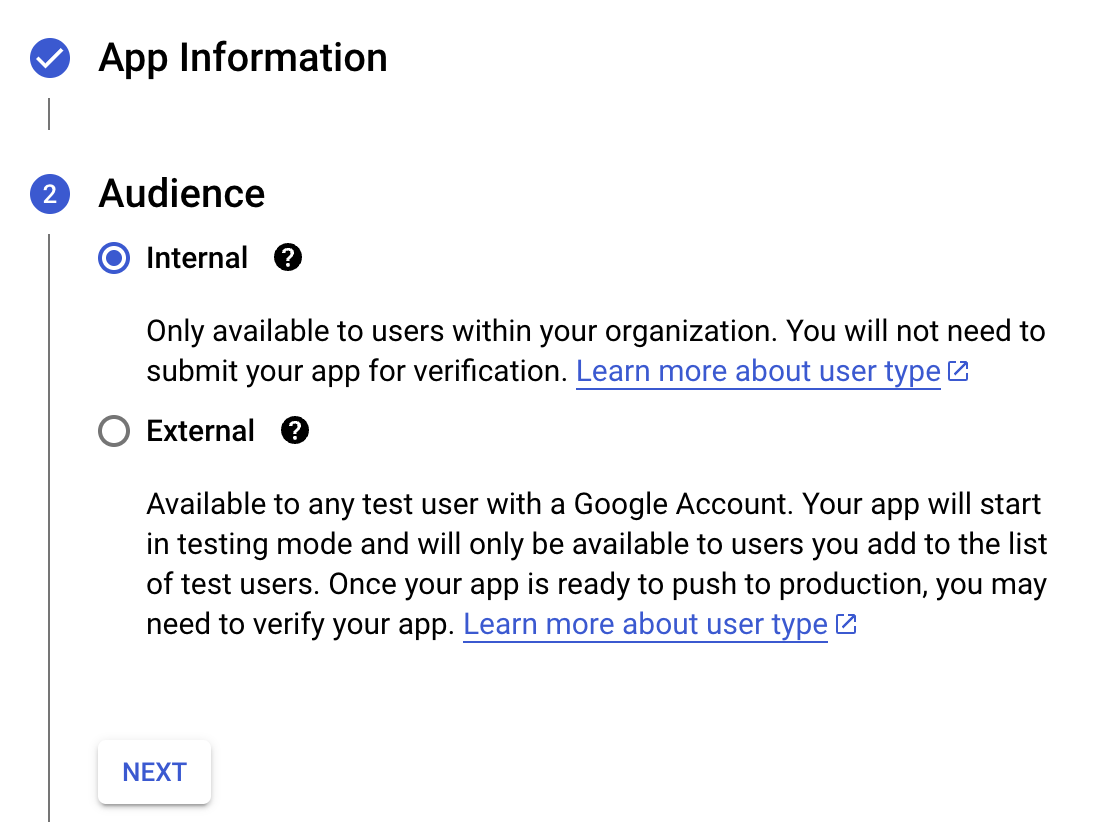 App Information
2 Audience
Internal ?
Only available to users within your organization. You will not need to
submit your app for verification. Learn more about user type
External ?
Available to any test user with a Google Account. Your app will start
in testing mode and will only be available to users you add to the list
of test users. Once your app is ready to push to production, you may
need to verify your app. Learn more about user type
NEXT